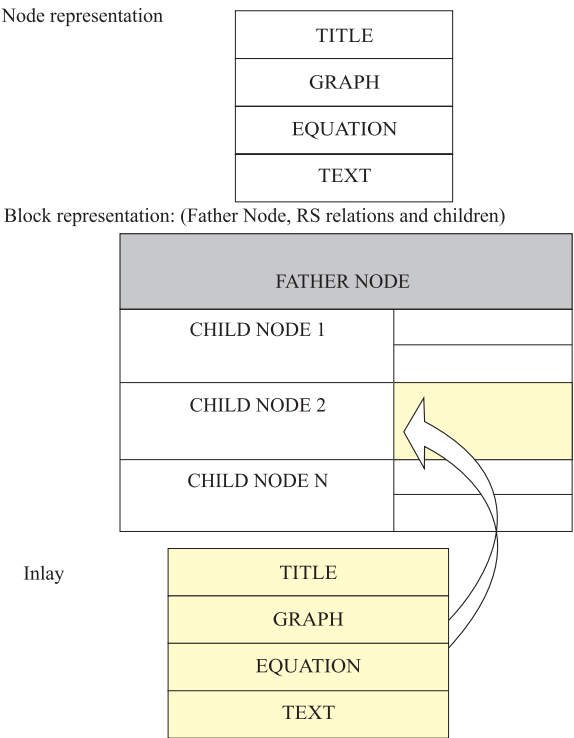 Node representation
TITLE
GRAPH
EQUATION
TEXT
Block representation: (Father Node, RS relations and children)
FATHER NODE
CHILD NODE 1
CHILD NODE 2
CHILD NODE N
Inlay
TITLE
GRAPH
EQUATION
TEXT